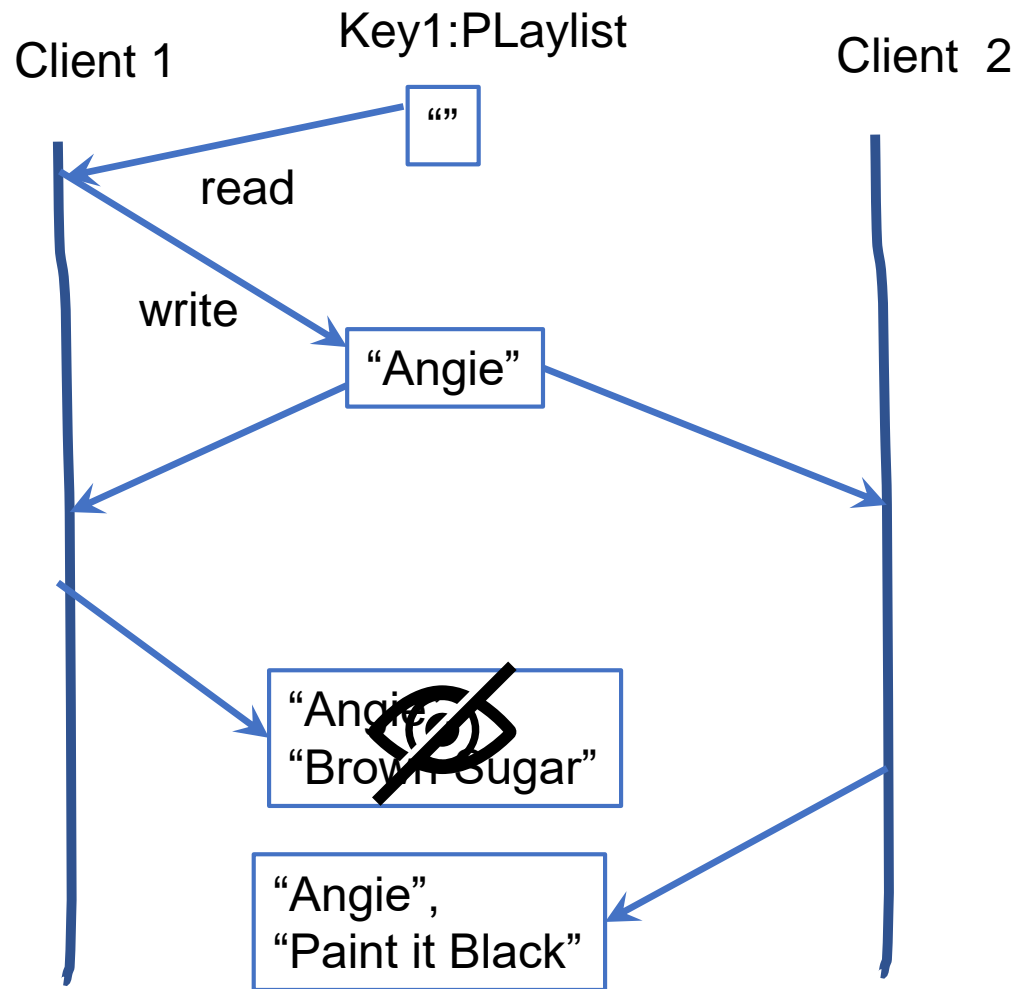 Key1:PLaylist
Client 1
Client 2
“”
read
write
“Angie”
“Angie”
“Brown Sugar”
“Angie”,
“Paint it Black”